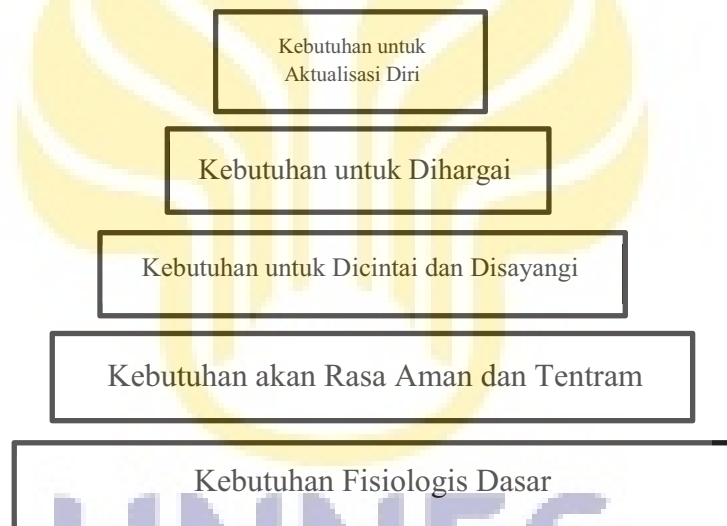 Kebutuhan untuk
Aktualisasi Diri
Kebutuhan untuk Dihargai
Kebutuhan untuk Dicintai dan Disayangi
Kebutuhan akan Rasa Aman dan Tentram
Kebutuhan Fisiologis Dasar
UNNES